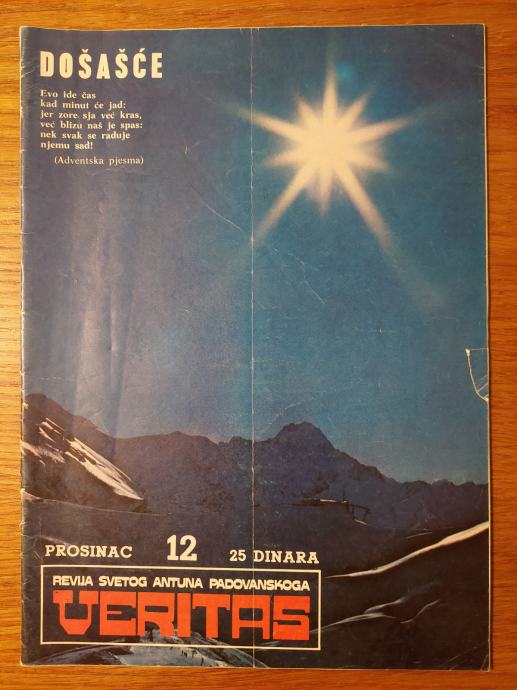 DOŠAŠĆE
Evo ide čas
kad minut će jad:
jer zore sja već kras,
već blizu naš je spas:
nek svak se raduje
njemu sad!
(Adventska pjesma)
PROSINAC 12 25 DINARA
REVIJA SVETOG ANTUNA PADOVANSKOGA
VERITAS